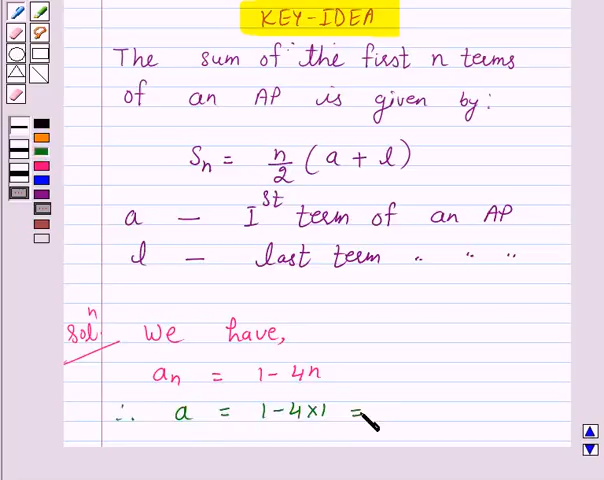 KEY-IDEA
The sum of the first n terms
of an AP is given by:
Sn = n/2 (a + l)
a — Ist term of an AP
l — last term " " "
soln. We have,
an = 1 - 4n
∴ a = 1 - 4×1 =